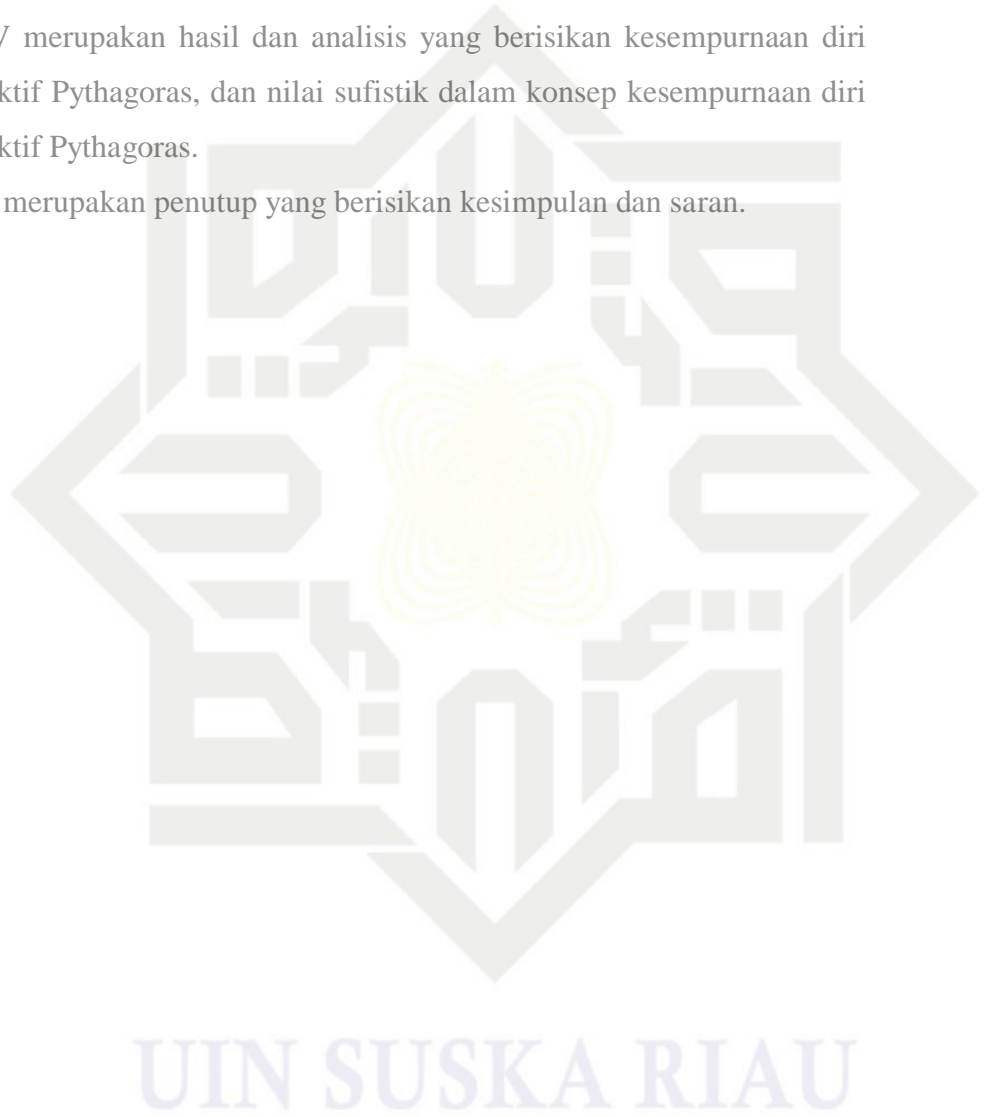 V merupakan hasil dan analisis yang berisikan kesempurnaan diri
ktif Pythagoras, dan nilai sufistik dalam konsep kesempurnaan diri
ktif Pythagoras.
merupakan penutup yang berisikan kesimpulan dan saran.
UIN SUSKA RIAU